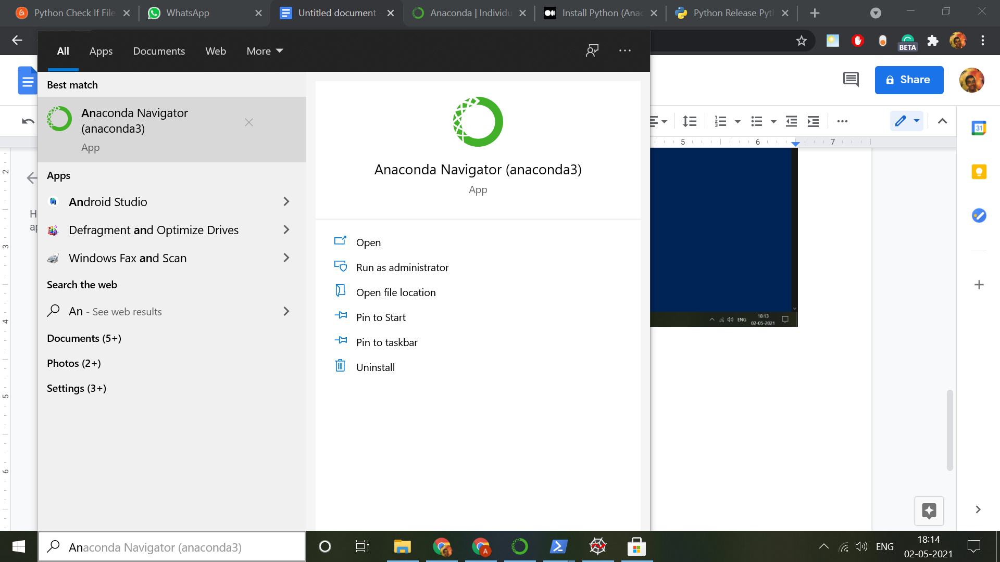 Python Check If File
WhatsApp
Untitled document
Anaconda | Individu
Install Python (Anac
Python Release Pyth
BETA
All
Apps
Documents
Web
More
Share
Best match
Anaconda Navigator
(anaconda3)
App
Apps
Android Studio
Defragment and Optimize Drives
Windows Fax and Scan
Search the web
An - See web results
Documents (5+)
Photos (2+)
Settings (3+)
Anaconda Navigator (anaconda3)
App
Open
Run as administrator
Open file location
Pin to Start
Pin to taskbar
Uninstall
5 6 7
31
2
3
4
5
6
H
ap
ENG
18:13
02-05-2021
Anaconda Navigator (anaconda3)
A
ENG
18:14
02-05-2021